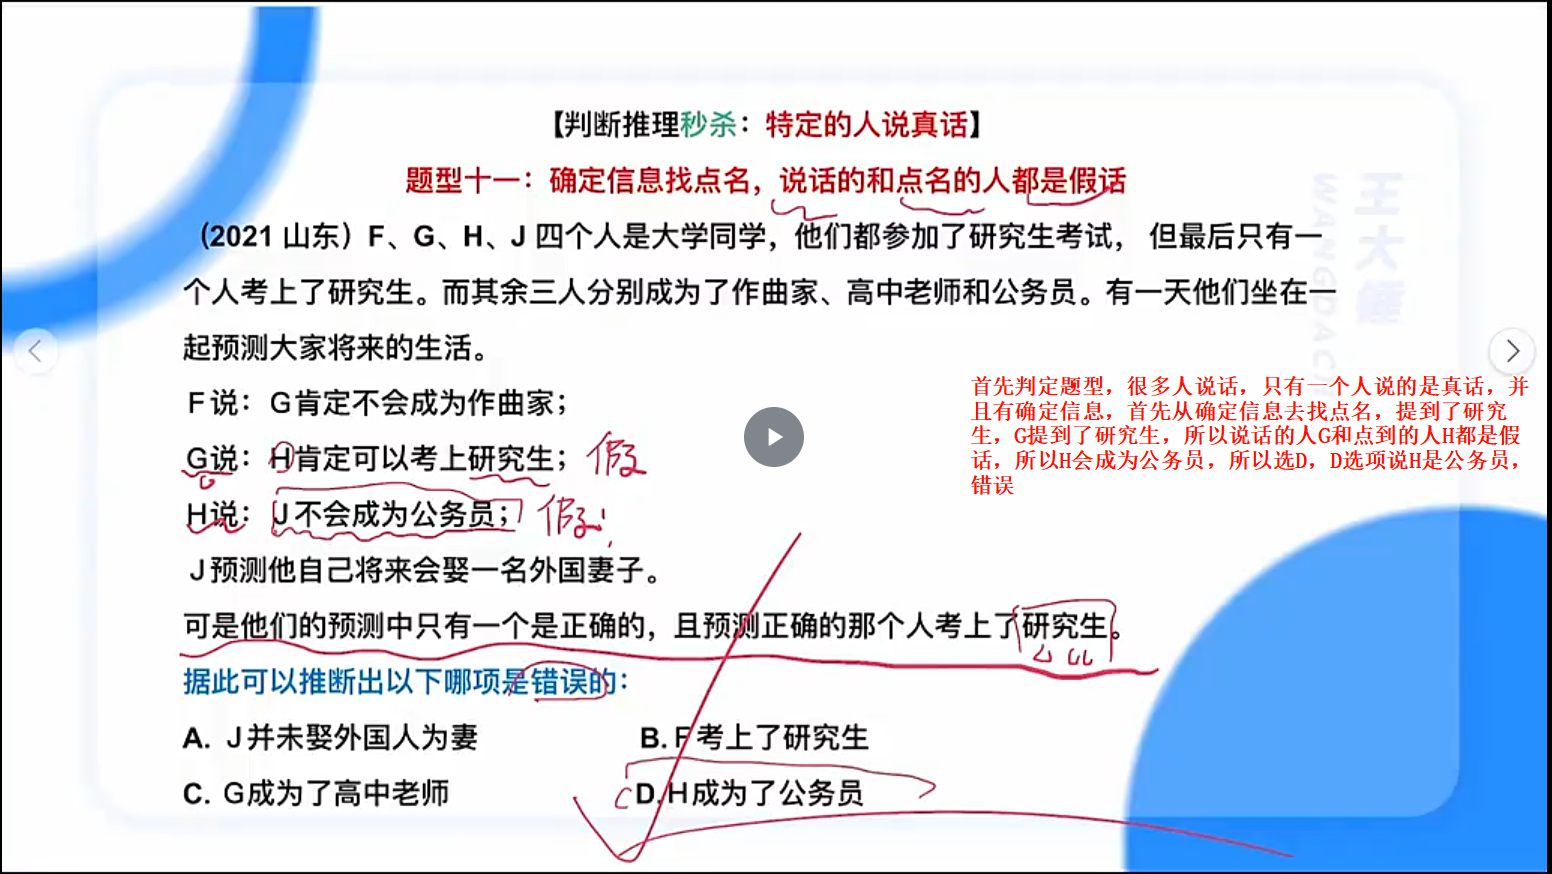 【判断推理秒杀：特定的人说真话】
题型十一：确定信息找点名，说话的和点名的人都是假话
（2021 山东）F、G、H、J 四个人是大学同学，他们都参加了研究生考试， 但最后只有一
个人考上了研究生。而其余三人分别成为了作曲家、高中老师和公务员。有一天他们坐在一
起预测大家将来的生活。
F 说：G 肯定不会成为作曲家；
G说：H肯定可以考上研究生；假
H说：J 不会成为公务员；假
J 预测他自己将来会娶一名外国妻子。
可是他们的预测中只有一个是正确的，且预测正确的那个人考上了研究生。
据此可以推断出以下哪项是错误的：
A. J 并未娶外国人为妻
B. F 考上了研究生
C. G成为了高中老师
D. H成为了公务员
首先判定题型，很多人说话，只有一个人说的是真话，并
且有确定信息，首先从确定信息去找点名，提到了研究
生，G提到了研究生，所以说话的人G和点到的人H都是假
话，所以H会成为公务员，所以选D，D选项说H是公务员，
错误
王大锤